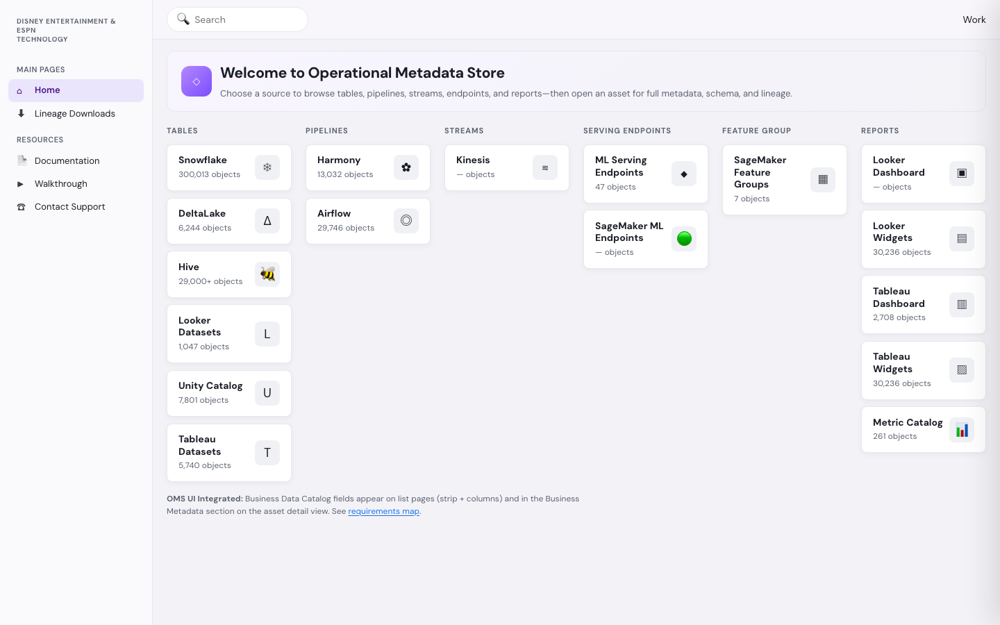 DISNEY ENTERTAINMENT &
ESPN
TECHNOLOGY
MAIN PAGES
Home
Lineage Downloads
RESOURCES
Documentation
Walkthrough
Contact Support
Search
Work
Welcome to Operational Metadata Store
Choose a source to browse tables, pipelines, streams, endpoints, and reports—then open an asset for full metadata, schema, and lineage.
TABLES
Snowflake
300,013 objects
DeltaLake
6,244 objects
Δ
Hive
29,000+ objects
Looker
Datasets
1,047 objects
L
Unity Catalog
7,801 objects
U
Tableau
Datasets
5,740 objects
T
PIPELINES
Harmony
13,032 objects
Airflow
29,746 objects
STREAMS
Kinesis
— objects
SERVING ENDPOINTS
ML Serving
Endpoints
47 objects
SageMaker ML
Endpoints
— objects
FEATURE GROUP
SageMaker
Feature
Groups
7 objects
REPORTS
Looker
Dashboard
— objects
Looker
Widgets
30,236 objects
Tableau
Dashboard
2,708 objects
Tableau
Widgets
30,236 objects
Metric Catalog
261 objects
OMS UI Integrated: Business Data Catalog fields appear on list pages (strip + columns) and in the Business
Metadata section on the asset detail view. See requirements map.